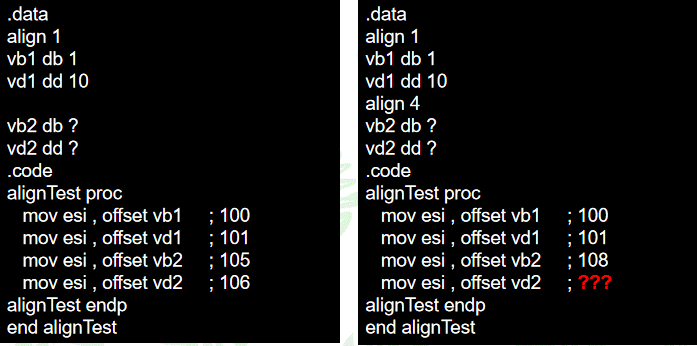 .data
align 1
vb1 db 1
vd1 dd 10
vb2 db ?
vd2 dd ?
.code
alignTest proc
mov esi , offset vb1 ; 100
mov esi , offset vd1 ; 101
mov esi , offset vb2 ; 105
mov esi , offset vd2 ; 106
alignTest endp
end alignTest
.data
align 1
vb1 db 1
vd1 dd 10
align 4
vb2 db ?
vd2 dd ?
.code
alignTest proc
mov esi , offset vb1 ; 100
mov esi , offset vd1 ; 101
mov esi , offset vb2 ; 108
mov esi , offset vd2 ; ???
alignTest endp
end alignTest